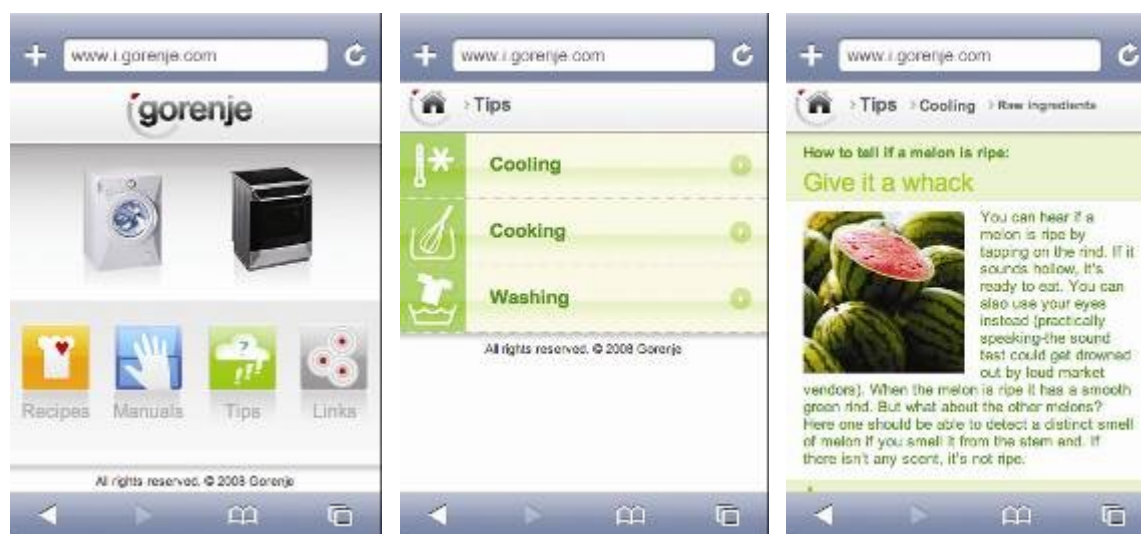 www.i.gorenje.com
gorenje
Recipes
Manuals
Tips
Links
All rights reserved. © 2008 Gorenje
www.i.gorenje.com
> Tips
Cooling
Cooking
Washing
All rights reserved. © 2008 Gorenje
www.i.gorenje.com
> Tips > Cooling > Raw ingredients
How to tell if a melon is ripe:
Give it a whack
You can hear if a
melon is ripe by
tapping on the rind. If it
sounds hollow, it's
ready to eat. You can
also use your eyes
instead (practically
speaking-the sound
test could get drowned
out by loud market
vendors). When the melon is ripe it has a smooth
green rind. But what about the other melons?
Here one should be able to detect a distinct smell
of melon if you smell it from the stem end. If
there isn't any scent, it's not ripe.